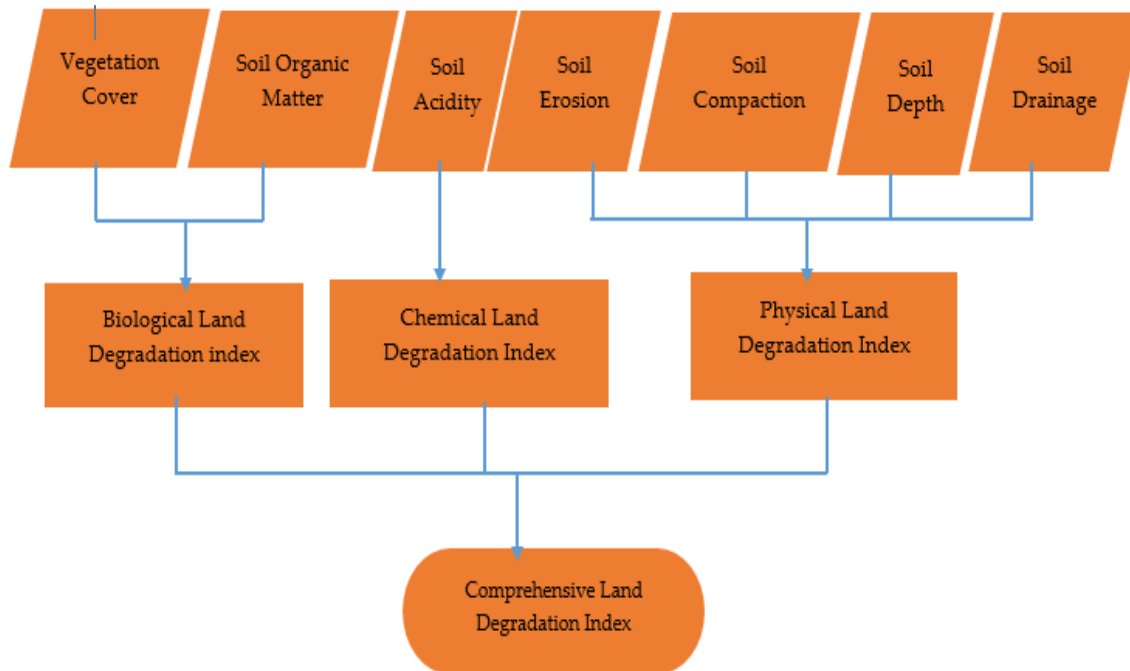 Vegetation
Cover
Soil Organic
Matter
Soil
Acidity
Soil
Erosion
Soil
Compaction
Soil
Depth
Soil
Drainage
Biological Land
Degradation index
Chemical Land
Degradation Index
Physical Land
Degradation Index
Comprehensive Land
Degradation Index